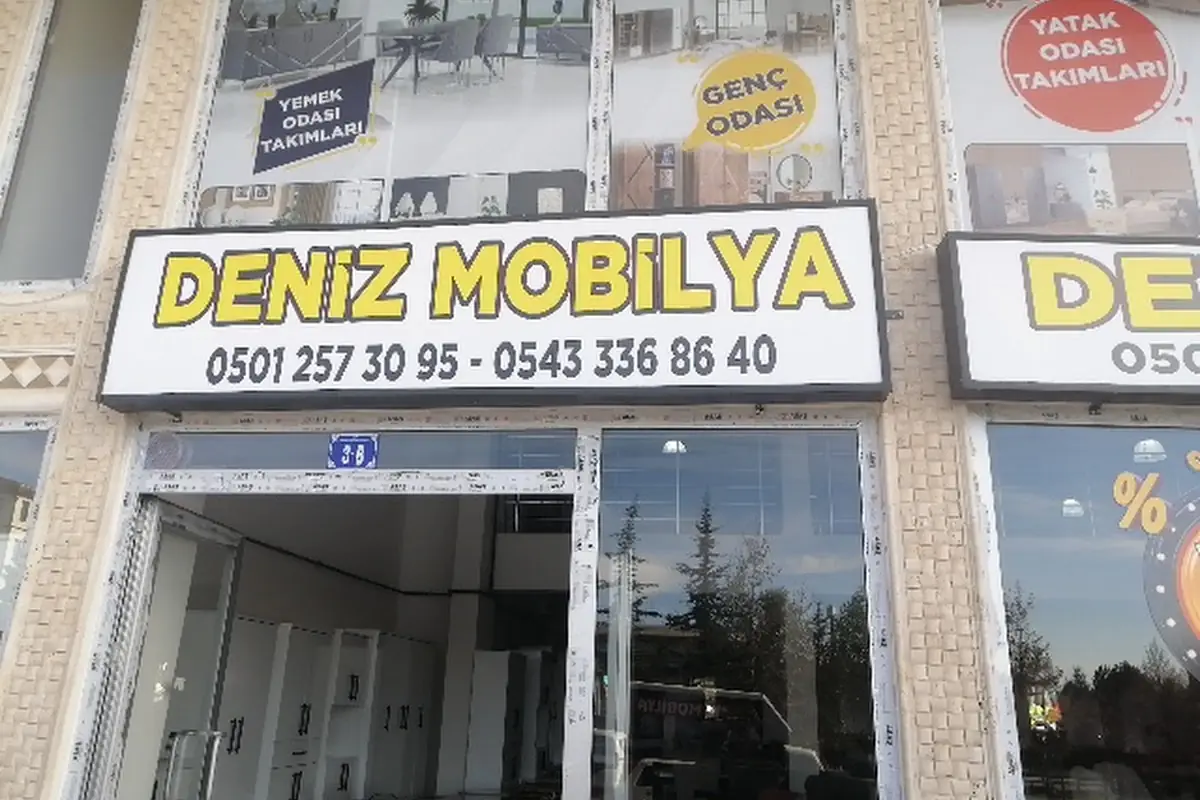 YEMEK
ODASI
TAKIMLARI
GENÇ
ODASI
YATAK
ODASI
TAKIMLARI
DENİZ MOBİLYA
0501 257 30 95 - 0543 336 86 40
DE
050
3-B
%
MOBILYA